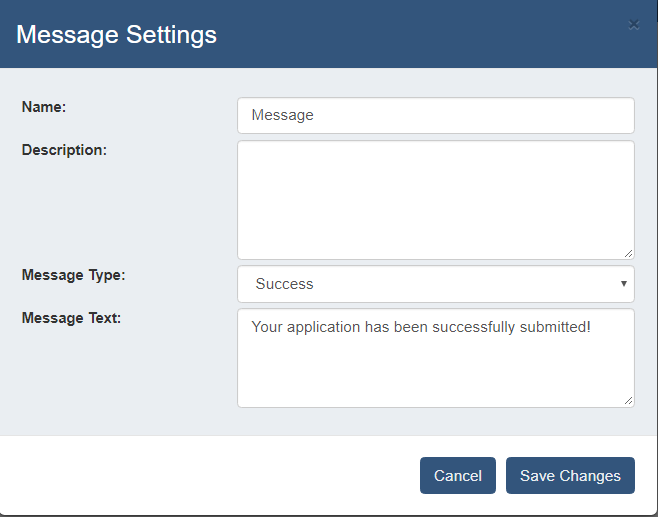 Message Settings
×
Name:
Message
Description:
Message Type:
Success
Message Text:
Your application has been successfully submitted!
Cancel
Save Changes